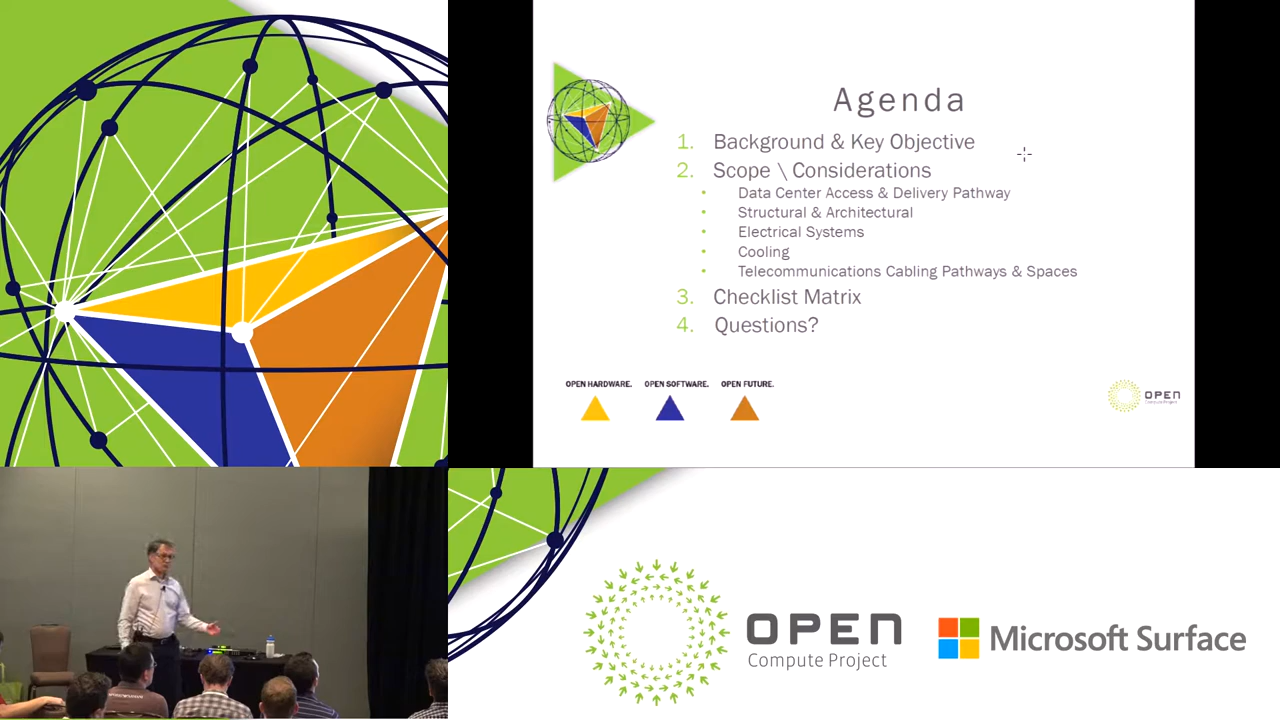 Agenda
1. Background & Key Objective
2. Scope \ Considerations
• Data Center Access & Delivery Pathway
• Structural & Architectural
• Electrical Systems
• Cooling
• Telecommunications Cabling Pathways & Spaces
3. Checklist Matrix
4. Questions?
OPEN HARDWARE. OPEN SOFTWARE. OPEN FUTURE.
OPEN
Compute Project
OPEN
Compute Project
Microsoft Surface